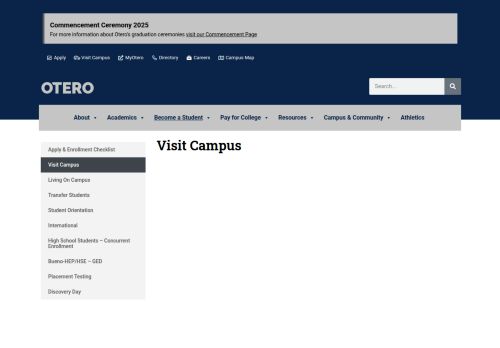 Commencement Ceremony 2025
For more information about Otero's graduation ceremonies visit our Commencement Page
Apply Visit Campus MyOtero Directory Careers Campus Map
OTERO
Search...
About Academics Become a Student Pay for College Resources Campus & Community Athletics
Apply & Enrollment Checklist
Visit Campus
Living On Campus
Transfer Students
Student Orientation
International
High School Students – Concurrent
Enrollment
Bueno-HEP/HSE – GED
Placement Testing
Discovery Day
Visit Campus